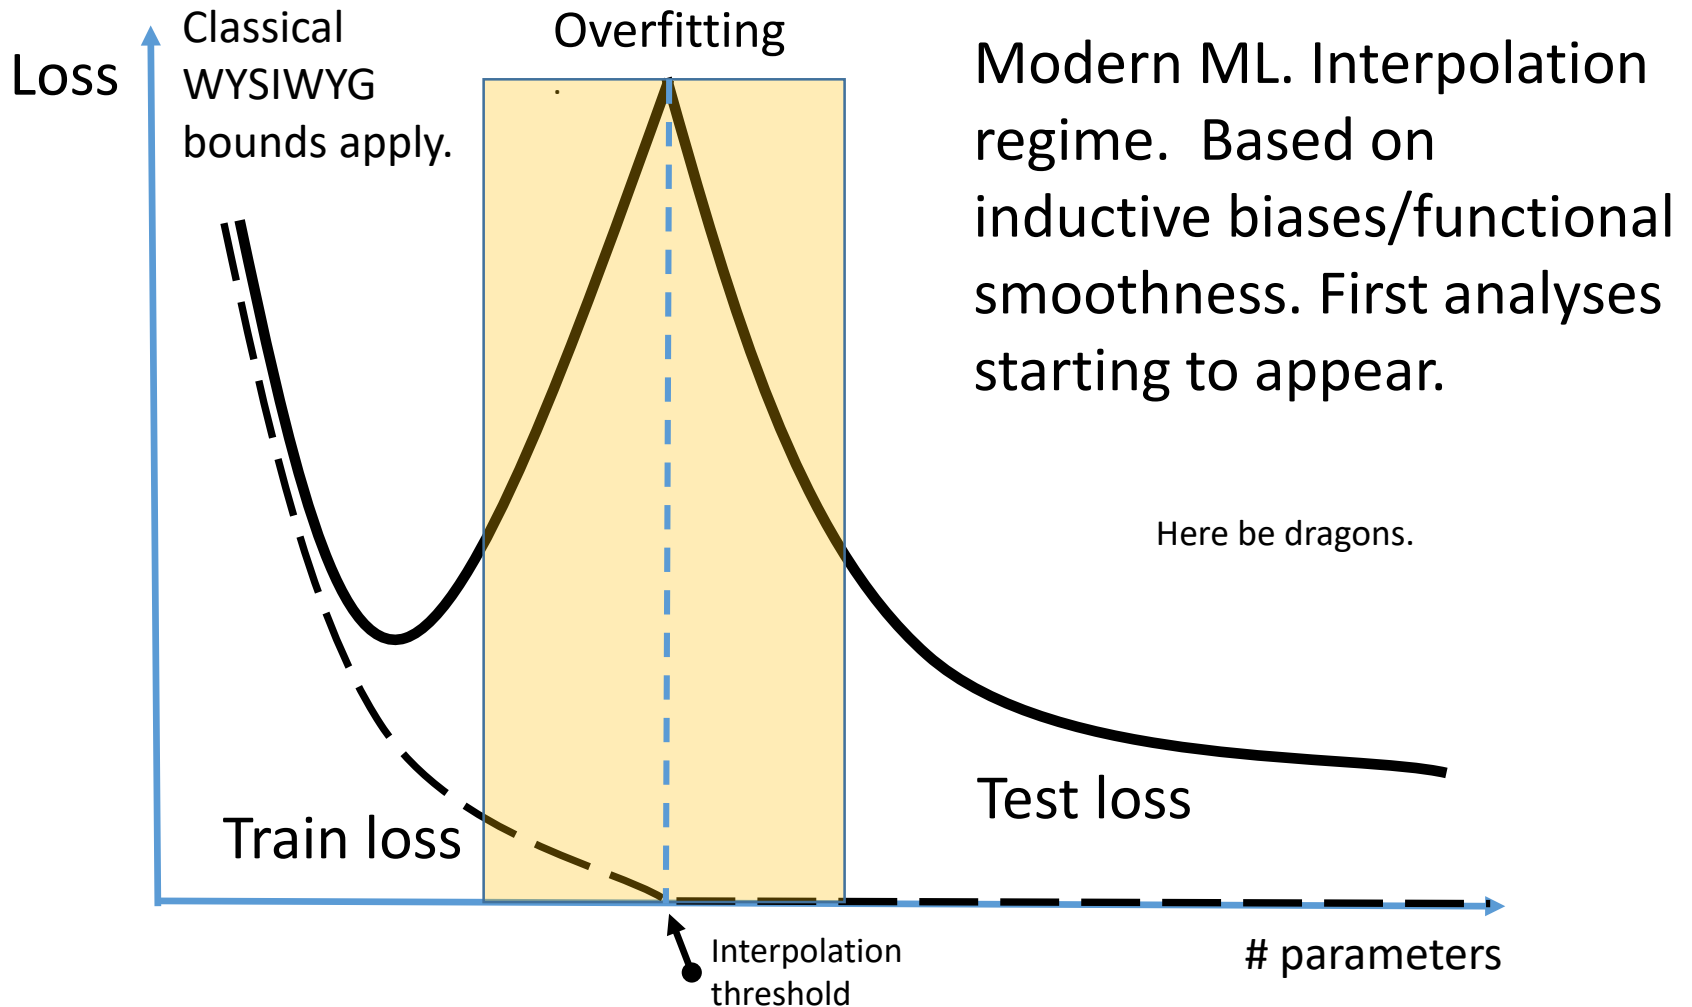 Loss
Classical
WYSIWYG
bounds apply.
Overfitting
Modern ML. Interpolation
regime. Based on
inductive biases/functional
smoothness. First analyses
starting to appear.
Here be dragons.
Train loss
Test loss
Interpolation
threshold
# parameters